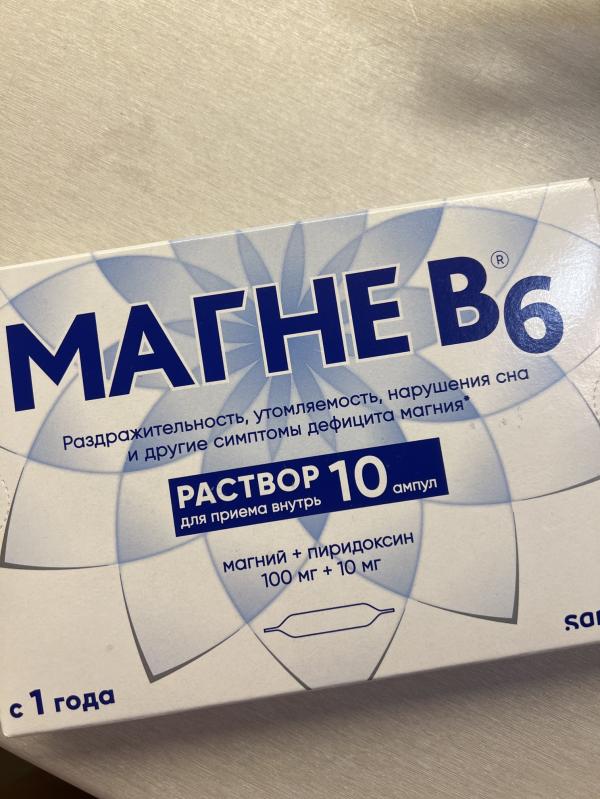 МАГНЕ В6®
Раздражительность, утомляемость, нарушения сна
и другие симптомы дефицита магния*
РАСТВОР 10 ампул
для приема внутрь
магний + пиридоксин
100 мг + 10 мг
с 1 года